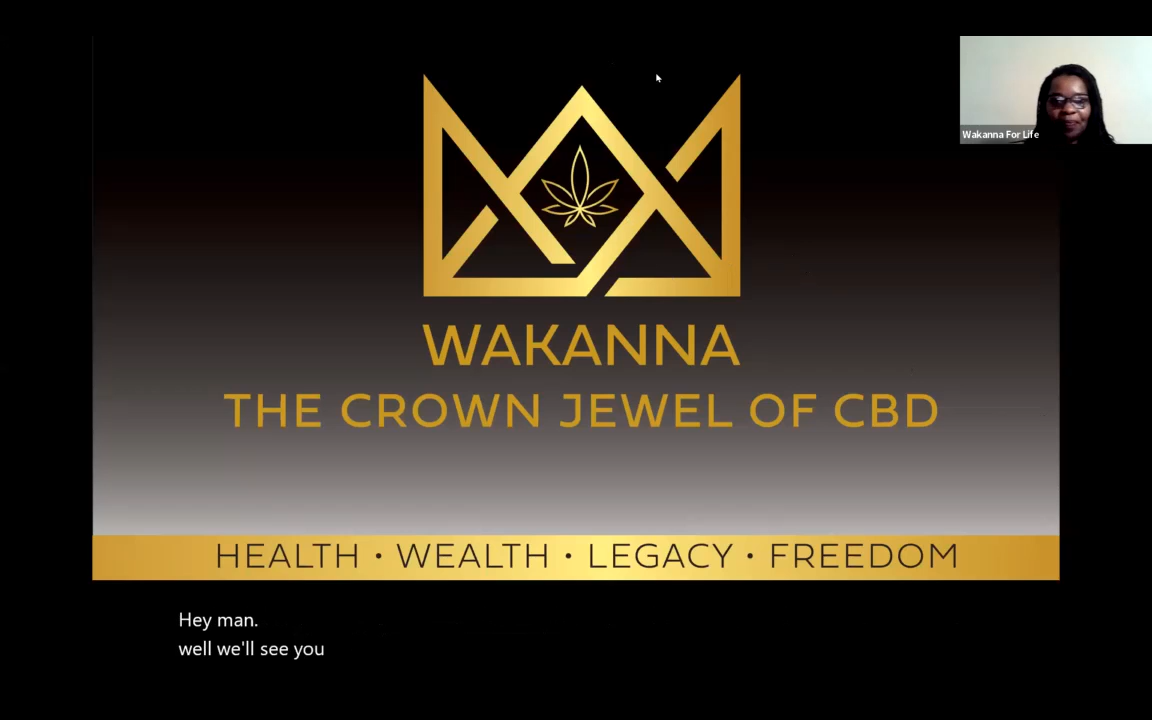 Wakanna For Life
WAKANNA
THE CROWN JEWEL OF CBD
HEALTH • WEALTH • LEGACY • FREEDOM
Hey man.
well we'll see you